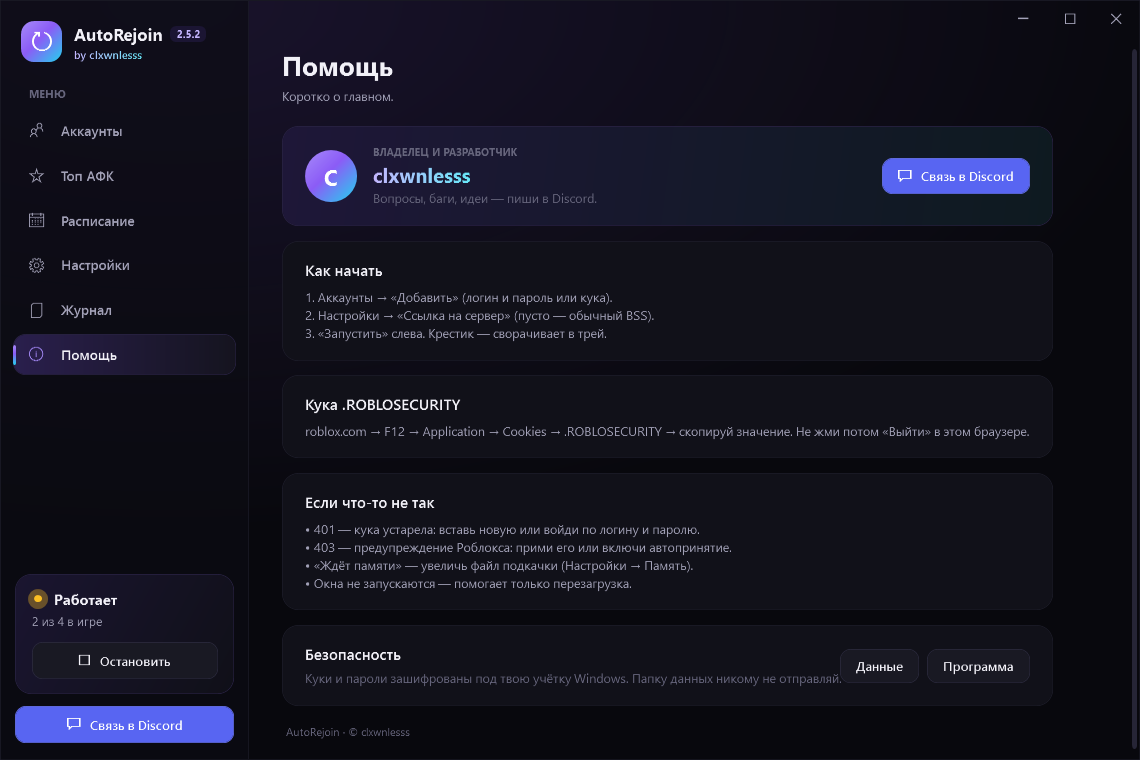 AutoRejoin 2.5.2
by clxwnlesss
МЕНЮ
Аккаунты
Топ АФК
Расписание
Настройки
Журнал
Помощь
Работает
2 из 4 в игре
Остановить
Связь в Discord
Помощь
Коротко о главном.
C
ВЛАДЕЛЕЦ И РАЗРАБОТЧИК
clxwnlesss
Вопросы, баги, идеи — пиши в Discord.
Связь в Discord
Как начать
1. Аккаунты → «Добавить» (логин и пароль или кука).
2. Настройки → «Ссылка на сервер» (пусто — обычный BSS).
3. «Запустить» слева. Крестик — сворачивает в трей.
Кука .ROBLOSECURITY
roblox.com → F12 → Application → Cookies → .ROBLOSECURITY → скопируй значение. Не жми потом «Выйти» в этом браузере.
Если что-то не так
• 401 — кука устарела: вставь новую или войди по логину и паролю.
• 403 — предупреждение Роблокса: прими его или включи автопринятие.
• «Ждёт памяти» — увеличь файл подкачки (Настройки → Память).
• Окна не запускаются — помогает только перезагрузка.
Безопасность
Куки и пароли зашифрованы под твою учётку Windows. Папку данных никому не отправляй.
Данные
Программа
AutoRejoin · © clxwnlesss